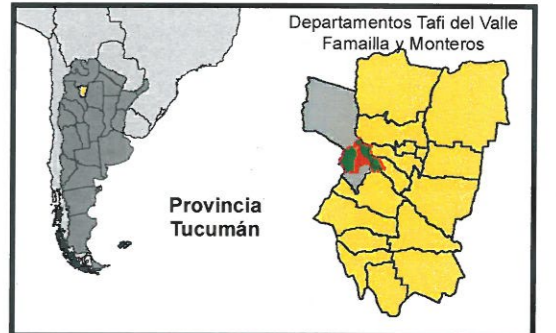 Departamentos Tafi del Valle
Famailla y Monteros
Provincia
Tucumán